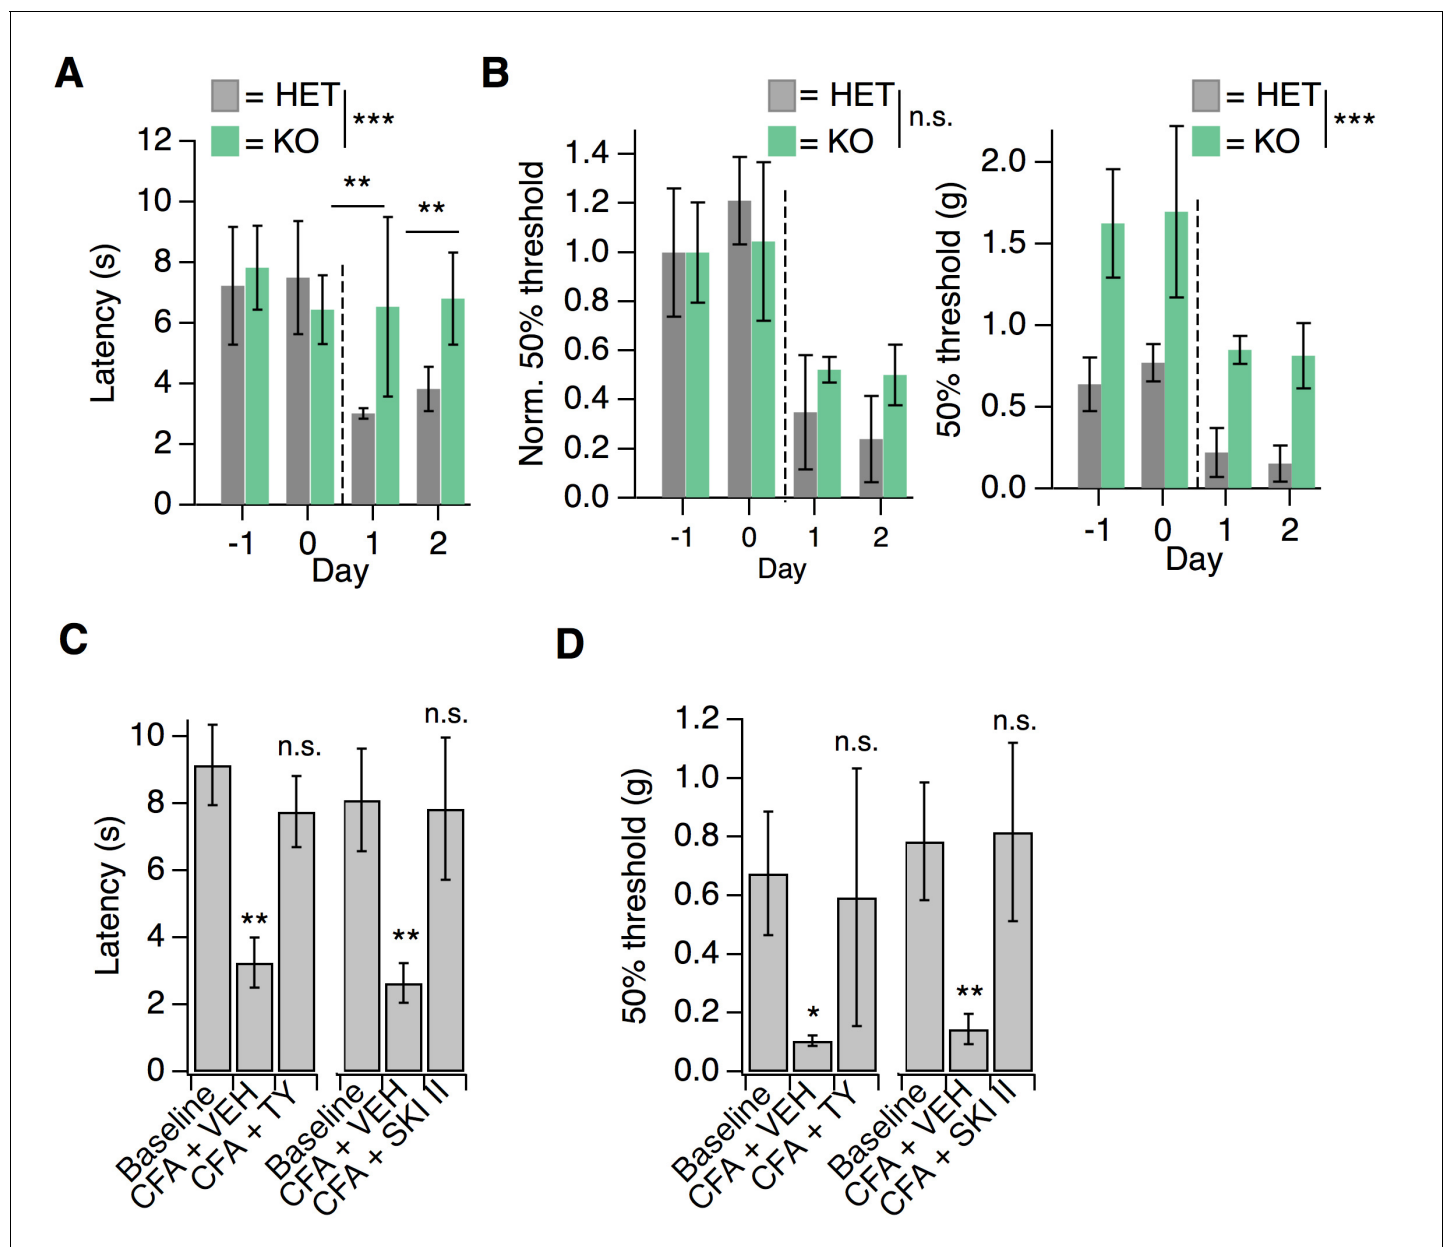 A
= HET
= KO
***
**
**
12
10
8
6
4
2
0
Latency (s)
-1 0 1 2
Day
B
= HET
= KO
n.s.
1.4
1.2
1.0
0.8
0.6
0.4
0.2
0.0
Norm. 50% threshold
-1 0 1 2
Day
= HET
= KO
***
2.0
1.5
1.0
0.5
0.0
50% threshold (g)
-1 0 1 2
Day
C
10
8
6
4
2
0
Latency (s)
**
n.s.
**
n.s.
Baseline
CFA + VEH
CFA + TY
Baseline
CFA + VEH
CFA + SKI II
D
1.2
1.0
0.8
0.6
0.4
0.2
0.0
50% threshold (g)
*
n.s.
**
n.s.
Baseline
CFA + VEH
CFA + TY
Baseline
CFA + VEH
CFA + SKI II